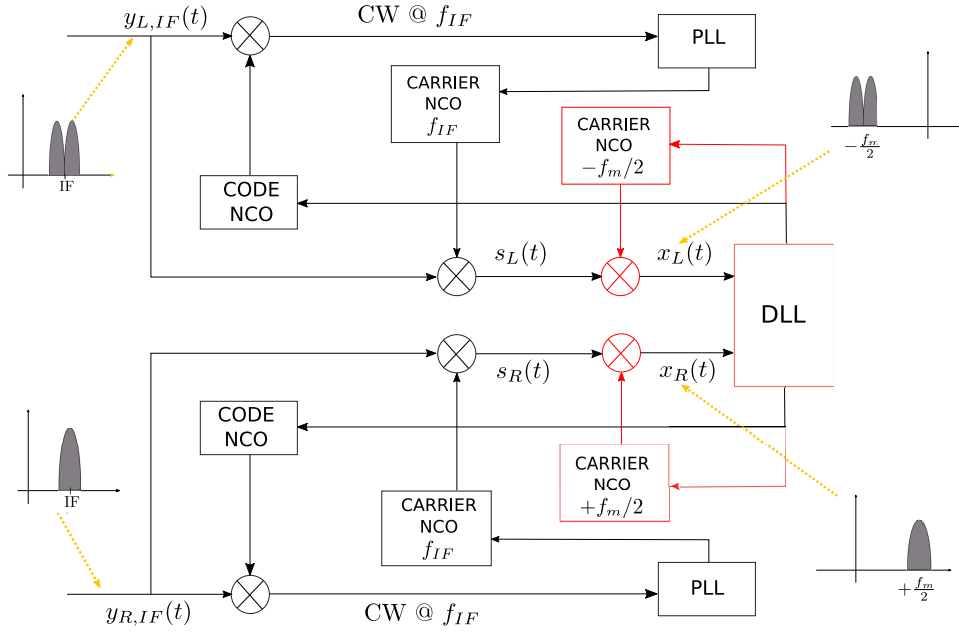 $y_{L,IF}(t)$
CW @ $f_{IF}$
PLL
CARRIER
NCO
$f_{IF}$
CARRIER
NCO
$-f_m/2$
$-\frac{f_m}{2}$
IF
CODE
NCO
$s_L(t)$
$x_L(t)$
DLL
$s_R(t)$
$x_R(t)$
CODE
NCO
CARRIER
NCO
$+f_m/2$
IF
CARRIER
NCO
$f_{IF}$
PLL
$+\frac{f_m}{2}$
$y_{R,IF}(t)$
CW @ $f_{IF}$